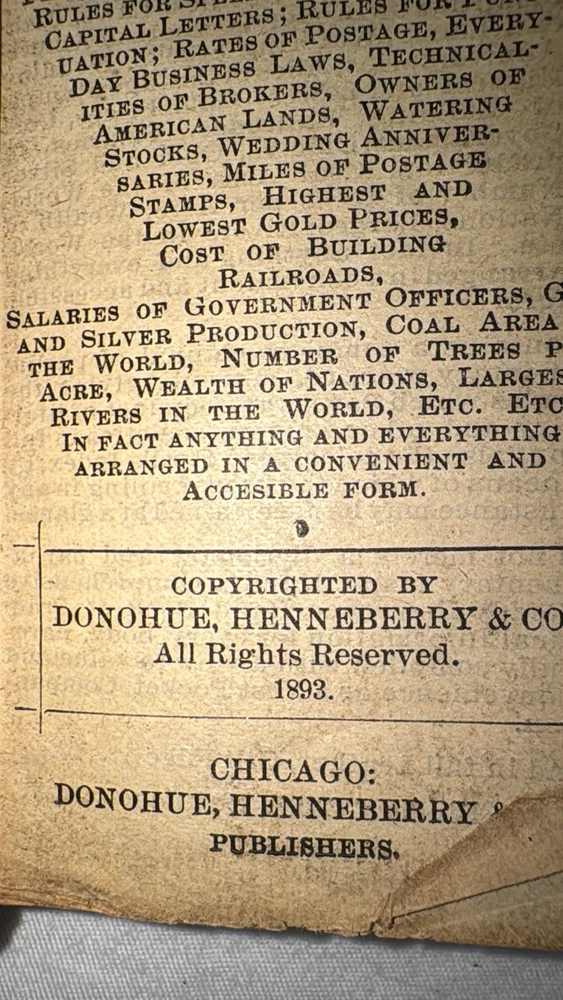 RULES FOR
CAPITAL LETTERS; RULES FOR
UATION; RATES OF POSTAGE, EVERY-
DAY BUSINESS LAWS, TECHNICAL-
ITIES OF BROKERS, OWNERS OF
AMERICAN LANDS, WATERING
STOCKS, WEDDING ANNIVER-
SARIES, MILES OF POSTAGE
STAMPS, HIGHEST AND
LOWEST GOLD PRICES,
COST OF BUILDING
RAILROADS,
SALARIES OF GOVERNMENT OFFICERS, G
AND SILVER PRODUCTION, COAL AREA
THE WORLD, NUMBER OF TREES P
ACRE, WEALTH OF NATIONS, LARGES
RIVERS IN THE WORLD, ETC. ETC
IN FACT ANYTHING AND EVERYTHING
ARRANGED IN A CONVENIENT AND
ACCESIBLE FORM.
COPYRIGHTED BY
DONOHUE, HENNEBERRY & CO
All Rights Reserved.
1893.
CHICAGO:
DONOHUE, HENNEBERRY &
PUBLISHERS.